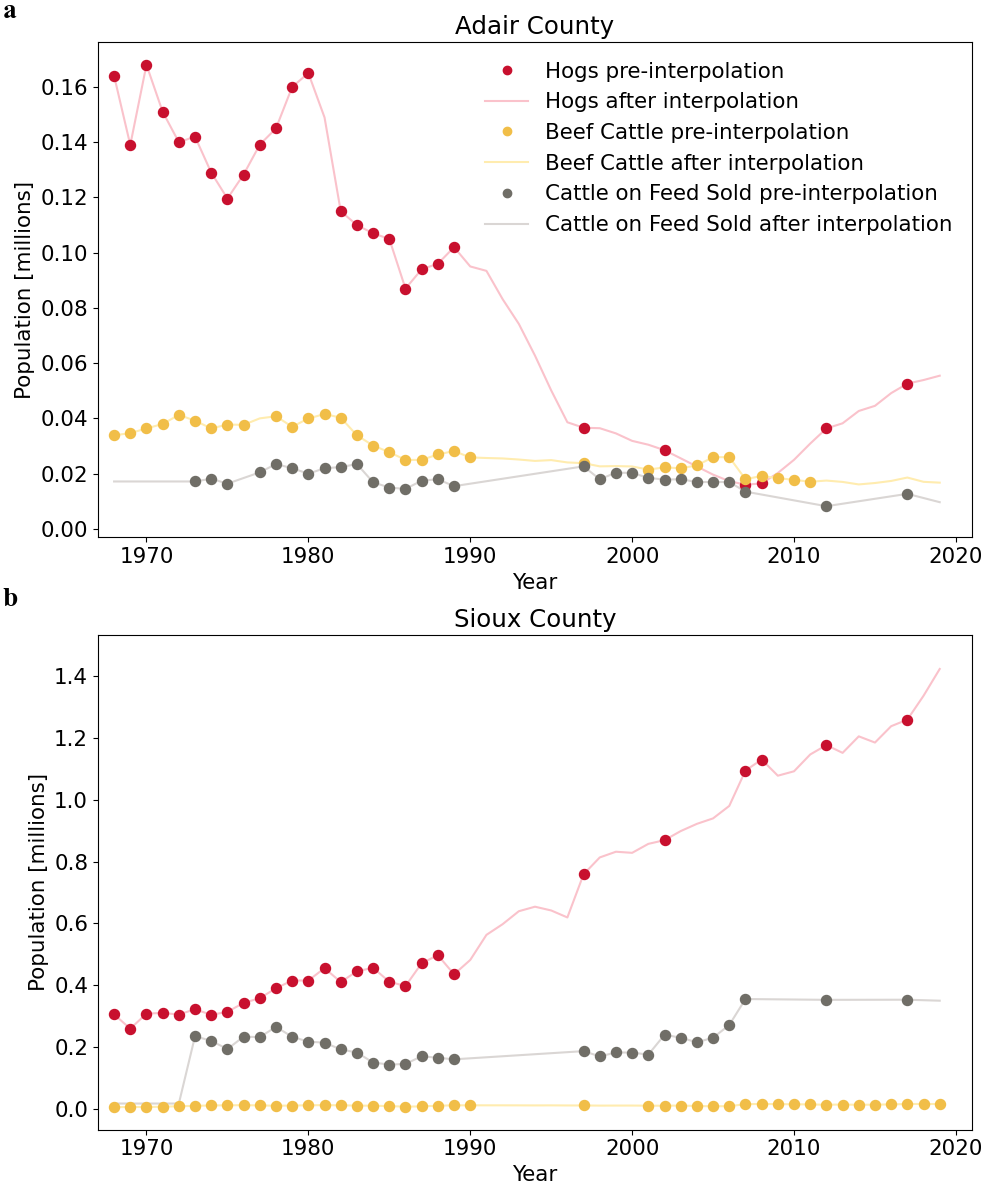 a
Adair County
Hogs pre-interpolation
Hogs after interpolation
Beef Cattle pre-interpolation
Beef Cattle after interpolation
Cattle on Feed Sold pre-interpolation
Cattle on Feed Sold after interpolation
Population [millions]
0.16
0.14
0.12
0.10
0.08
0.06
0.04
0.02
0.00
1970 1980 1990 2000 2010 2020
Year
b
Sioux County
Population [millions]
1.4
1.2
1.0
0.8
0.6
0.4
0.2
0.0
1970 1980 1990 2000 2010 2020
Year